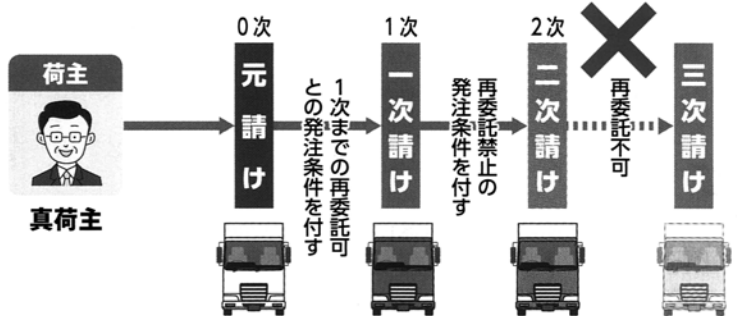 荷主
真荷主
0次
元請け
1次までの再委託可
との発注条件を付す
1次
一次請け
再委託禁止の
発注条件を付す
2次
二次請け
再委託不可
三次請け